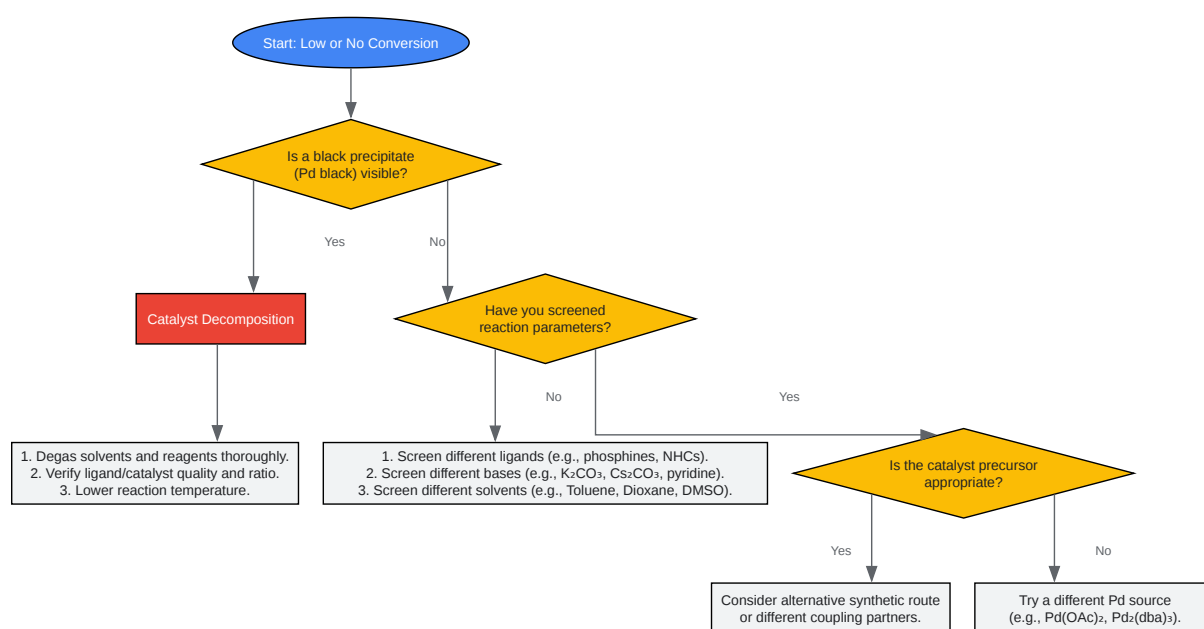 Start: Low or No Conversion
Is a black precipitate
(Pd black) visible?
Yes
No
Catalyst Decomposition
Have you screened
reaction parameters?
No
Yes
1. Degas solvents and reagents thoroughly.
2. Verify ligand/catalyst quality and ratio.
3. Lower reaction temperature.
1. Screen different ligands (e.g., phosphines, NHCs).
2. Screen different bases (e.g., K₂CO₃, Cs₂CO₃, pyridine).
3. Screen different solvents (e.g., Toluene, Dioxane, DMSO).
Is the catalyst precursor
appropriate?
Yes
No
Consider alternative synthetic route
or different coupling partners.
Try a different Pd source
(e.g., Pd(OAc)₂, Pd₂(dba)₃).